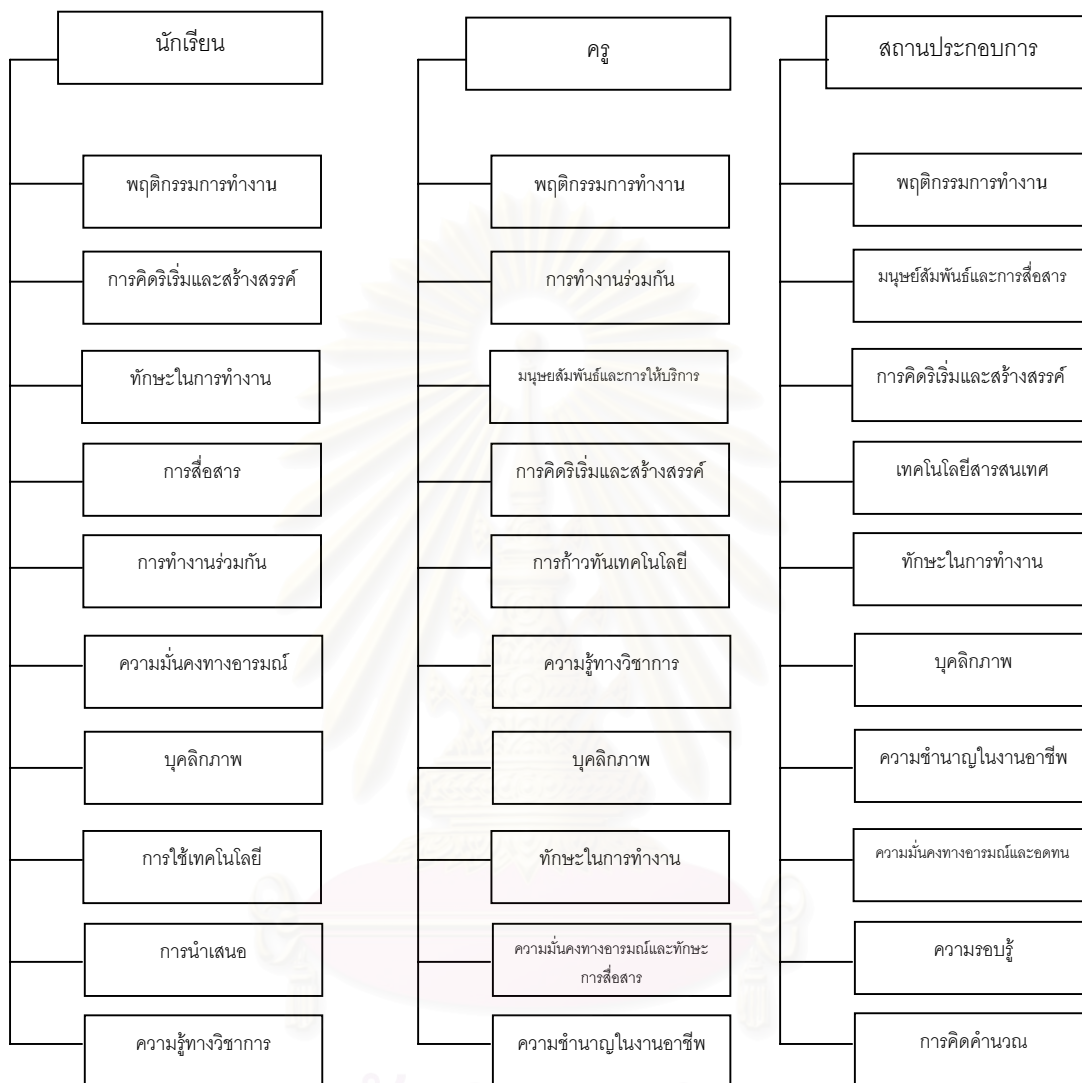 นักเรียน
พฤติกรรมการทำงาน
การคิดริเริ่มและสร้างสรรค์
ทักษะในการทำงาน
การสื่อสาร
การทำงานร่วมกัน
ความมั่นคงทางอารมณ์
บุคลิกภาพ
การใช้เทคโนโลยี
การนำเสนอ
ความรู้ทางวิชาการ
ครู
พฤติกรรมการทำงาน
การทำงานร่วมกัน
มนุษยสัมพันธ์และการให้บริการ
การคิดริเริ่มและสร้างสรรค์
การก้าวทันเทคโนโลยี
ความรู้ทางวิชาการ
บุคลิกภาพ
ทักษะในการทำงาน
ความมั่นคงทางอารมณ์และทักษะ
การสื่อสาร
ความชำนาญในงานอาชีพ
สถานประกอบการ
พฤติกรรมการทำงาน
มนุษย์สัมพันธ์และการสื่อสาร
การคิดริเริ่มและสร้างสรรค์
เทคโนโลยีสารสนเทศ
ทักษะในการทำงาน
บุคลิกภาพ
ความชำนาญในงานอาชีพ
ความมั่นคงทางอารมณ์และอดทน
ความรอบรู้
การคิดคำนวณ